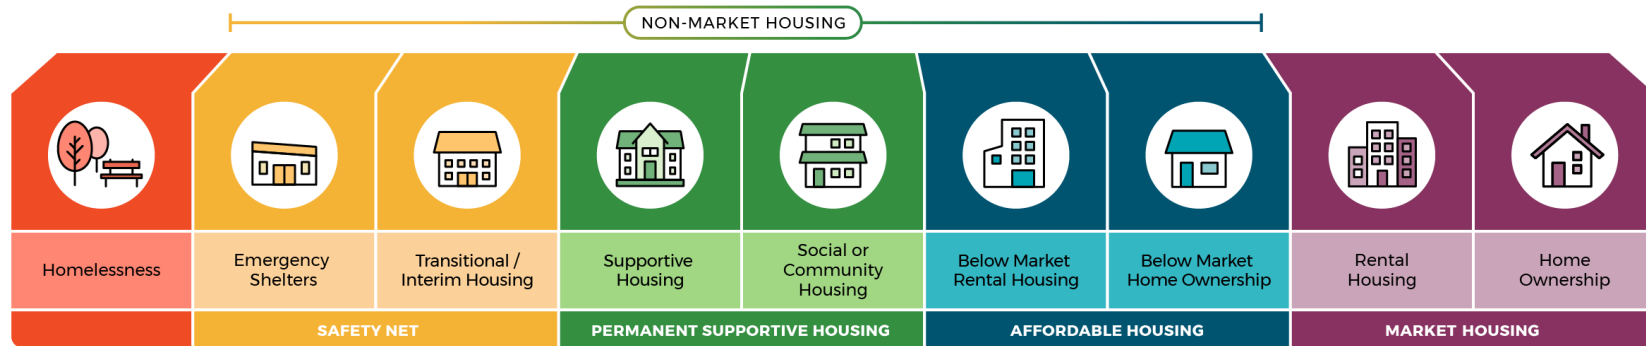 NON-MARKET HOUSING
Homelessness
Emergency
Shelters
Transitional /
Interim Housing
Supportive
Housing
Social or
Community
Housing
Below Market
Rental Housing
Below Market
Home Ownership
Rental
Housing
Home
Ownership
SAFETY NET
PERMANENT SUPPORTIVE HOUSING
AFFORDABLE HOUSING
MARKET HOUSING